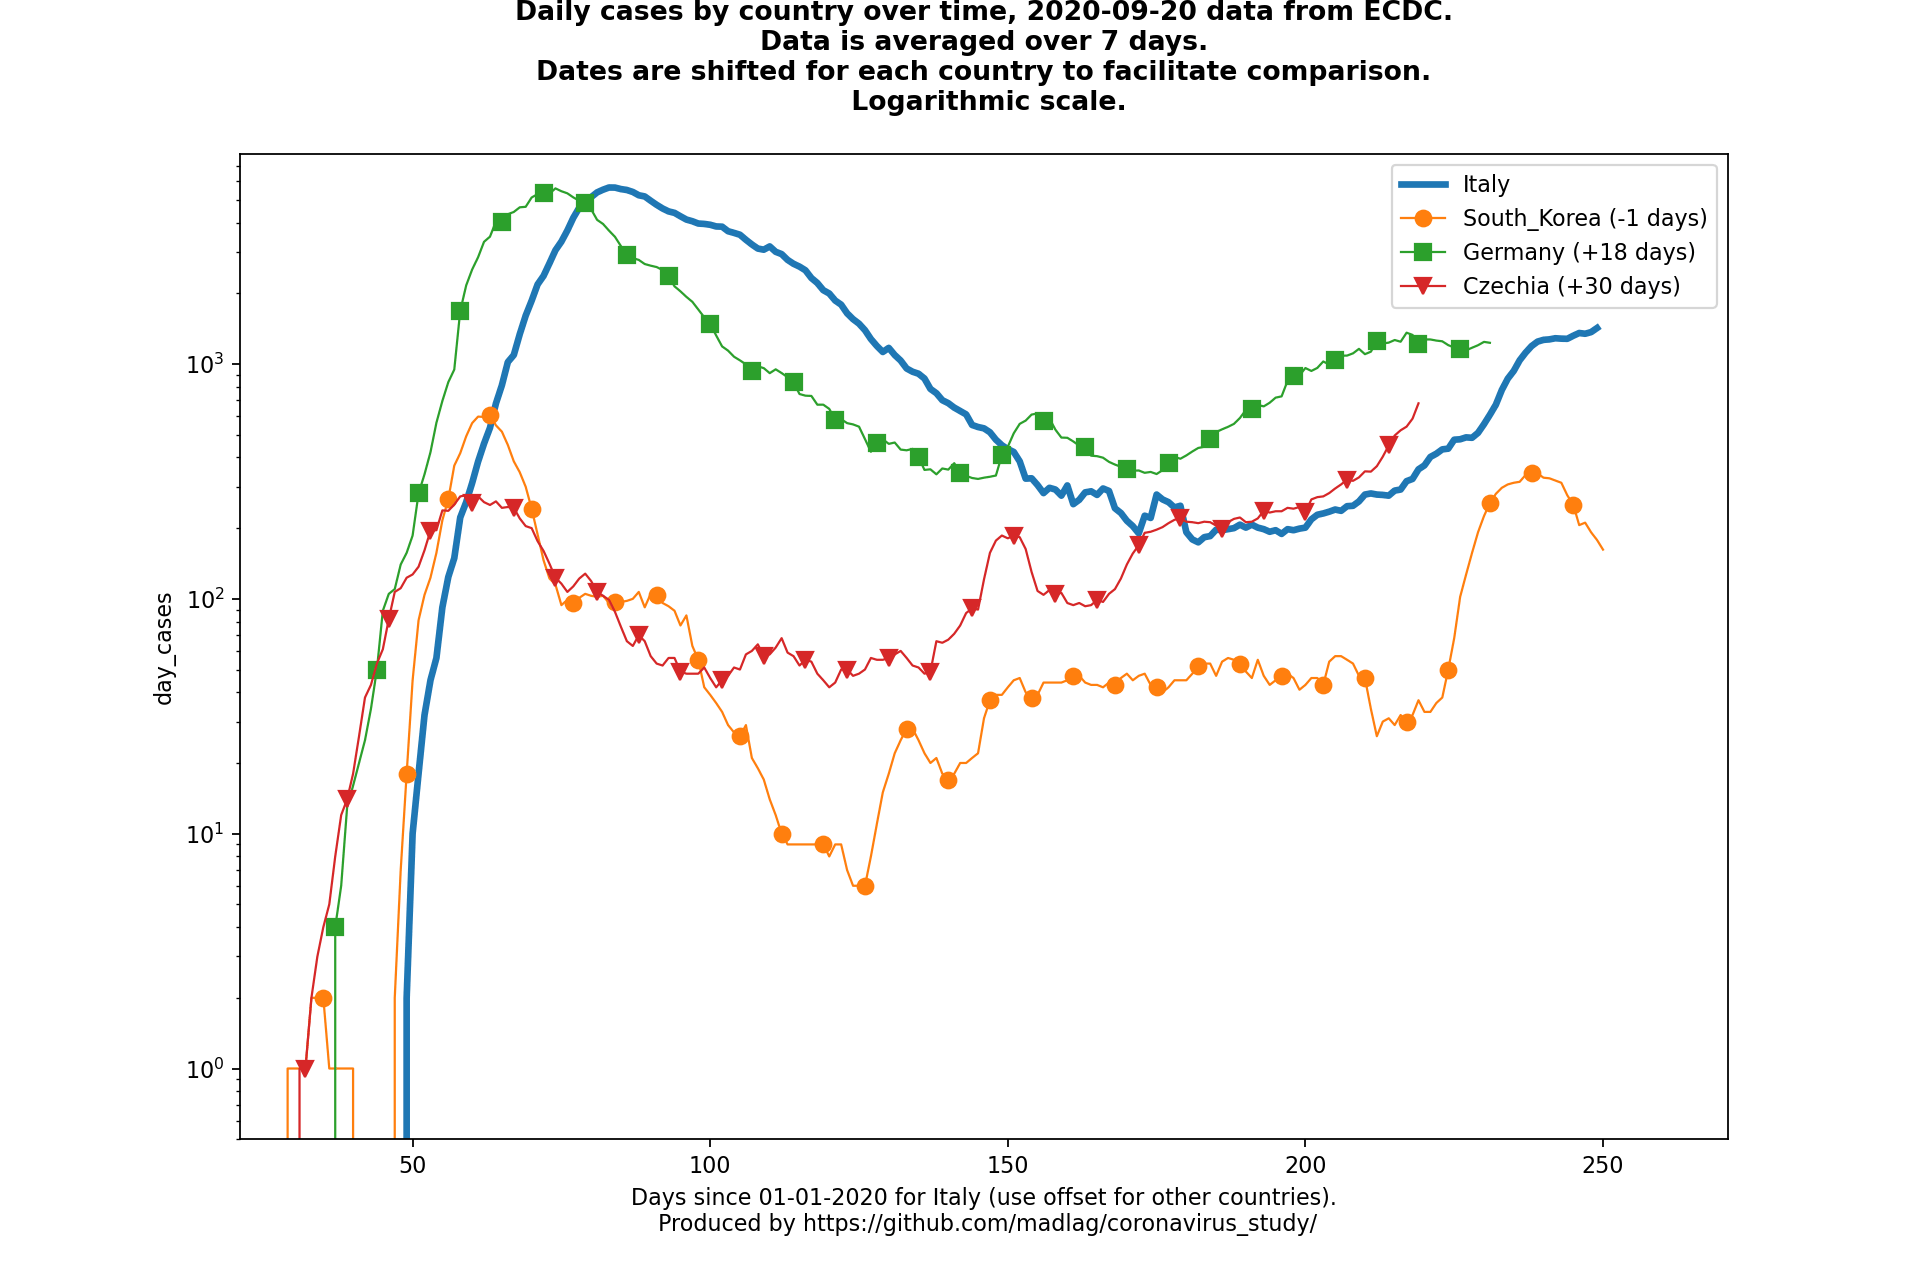 Daily cases by country over time, 2020-09-20 data from ECDC.
Data is averaged over 7 days.
Dates are shifted for each country to facilitate comparison.
Logarithmic scale.
Italy
South_Korea (-1 days)
Germany (+18 days)
Czechia (+30 days)
day_cases
10³
10²
10¹
10⁰
50 100 150 200 250
Days since 01-01-2020 for Italy (use offset for other countries).
Produced by https://github.com/madlag/coronavirus_study/